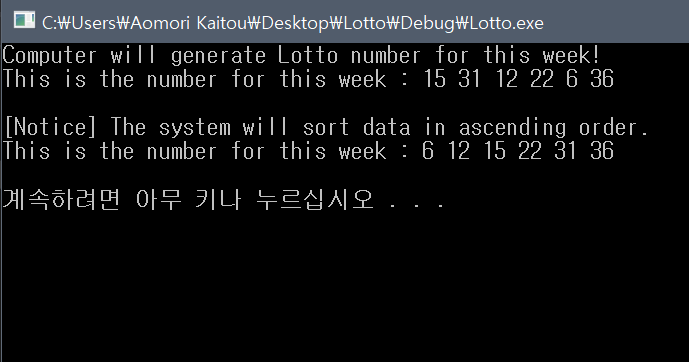 C:₩Users₩Aomori Kaitou₩Desktop₩Lotto₩Debug₩Lotto.exe
Computer will generate Lotto number for this week!
This is the number for this week : 15 31 12 22 6 36
[Notice] The system will sort data in ascending order.
This is the number for this week : 6 12 15 22 31 36
계속하려면 아무 키나 누르십시오 . . .